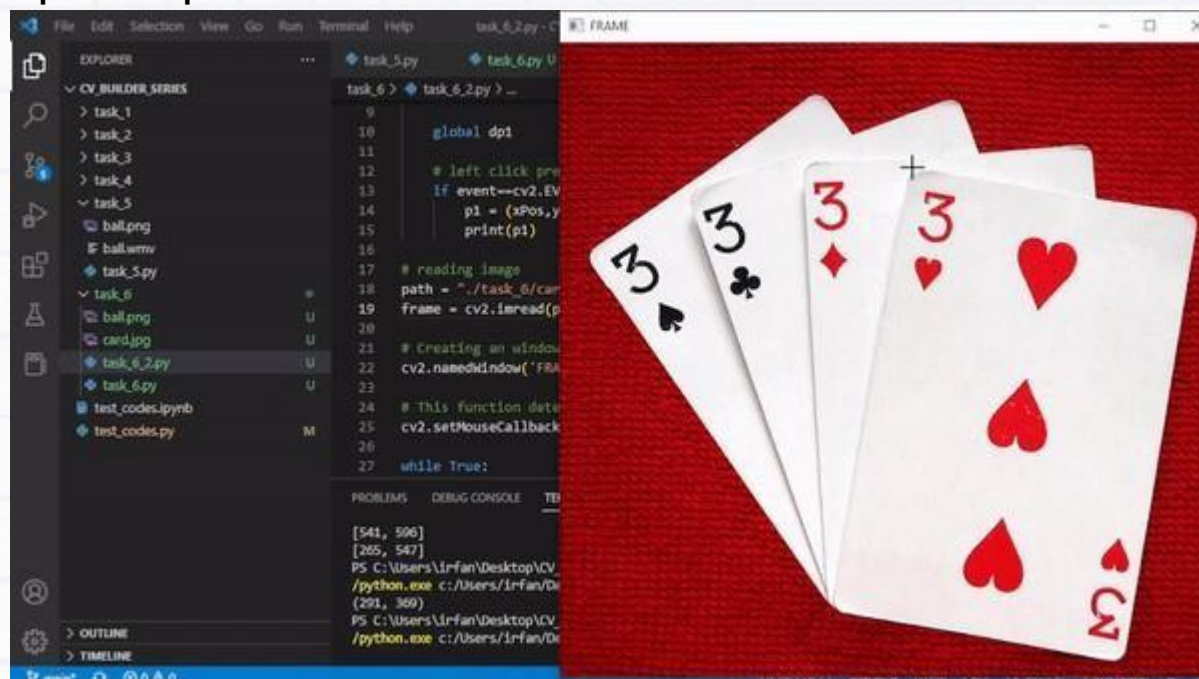 File Edit Selection View Go Run Terminal Help task_6_2.py - C
EXPLORER
CV_BUILDER_SERIES
task_1
task_2
task_3
task_4
task_5
ball.png
ball.wmv
task_5.py
task_6
ball.png U
card.jpg U
task_6_2.py U
task_6.py U
test_codes.ipynb
test_codes.py M
OUTLINE
TIMELINE
task_5.py task_6.py U
task_6 > task_6_2.py > ...
9
10 global dp1
11
12 # left click pre
13 if event==cv2.EV
14 p1 = (xPos,y
15 print(p1)
16
17 # reading image
18 path = "./task_6/car
19 frame = cv2.imread(p
20
21 # Creating an window
22 cv2.namedWindow('FRA
23
24 # This function dete
25 cv2.setMouseCallback
26
27 while True:
PROBLEMS DEBUG CONSOLE TE
[541, 596]
[265, 547]
PS C:\Users\irfan\Desktop\CV_
/python.exe c:/Users/irfan/De
(291, 369)
PS C:\Users\irfan\Desktop\CV_
/python.exe c:/Users/irfan/De
FRAME
3
3
3
3
3